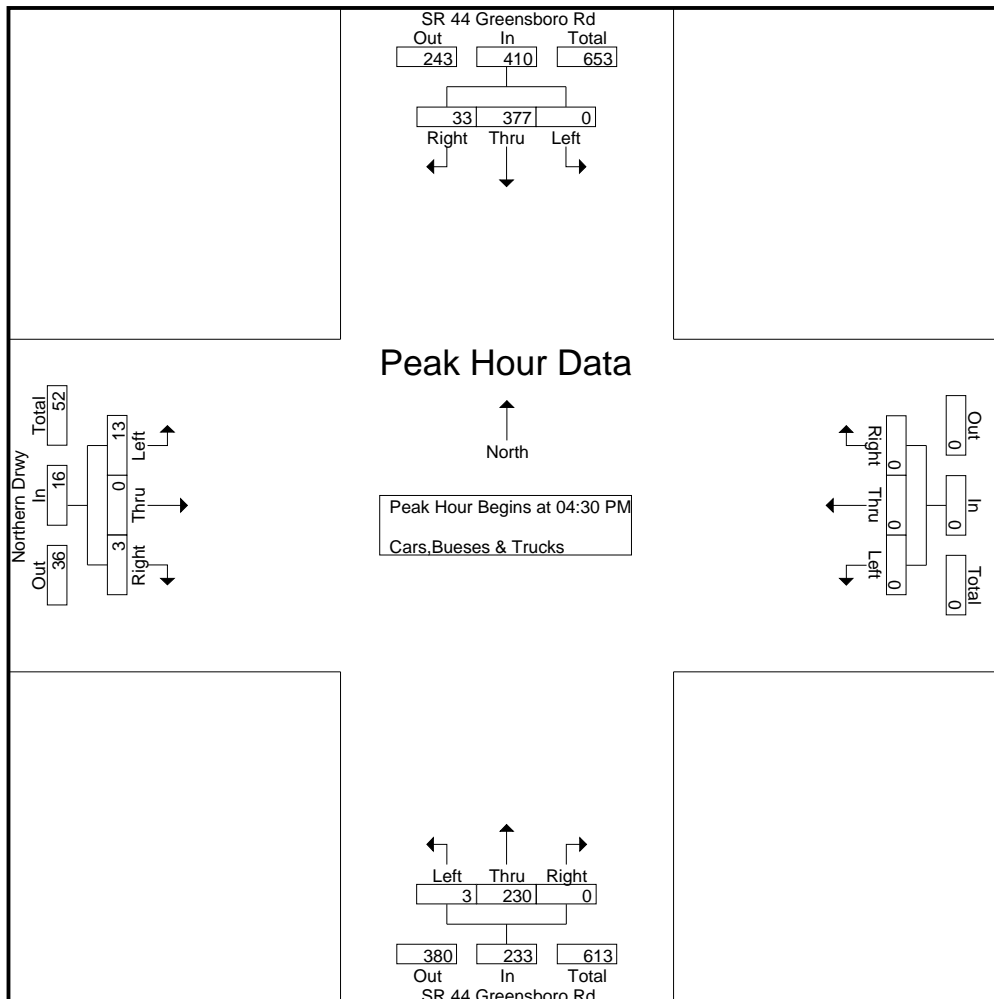 SR 44 Greensboro Rd
Out In Total
243 410 653
33 377 0
Right Thru Left
Peak Hour Data
North
Peak Hour Begins at 04:30 PM
Cars,Bueses & Trucks
Northern Drwy
Out In Total
36 16 52
3 0 13
Right Thru Left
Right Thru Left
0 0 0
Out In Total
0 0 0
Left Thru Right
3 230 0
380 233 613
Out In Total
SR 44 Greensboro Rd